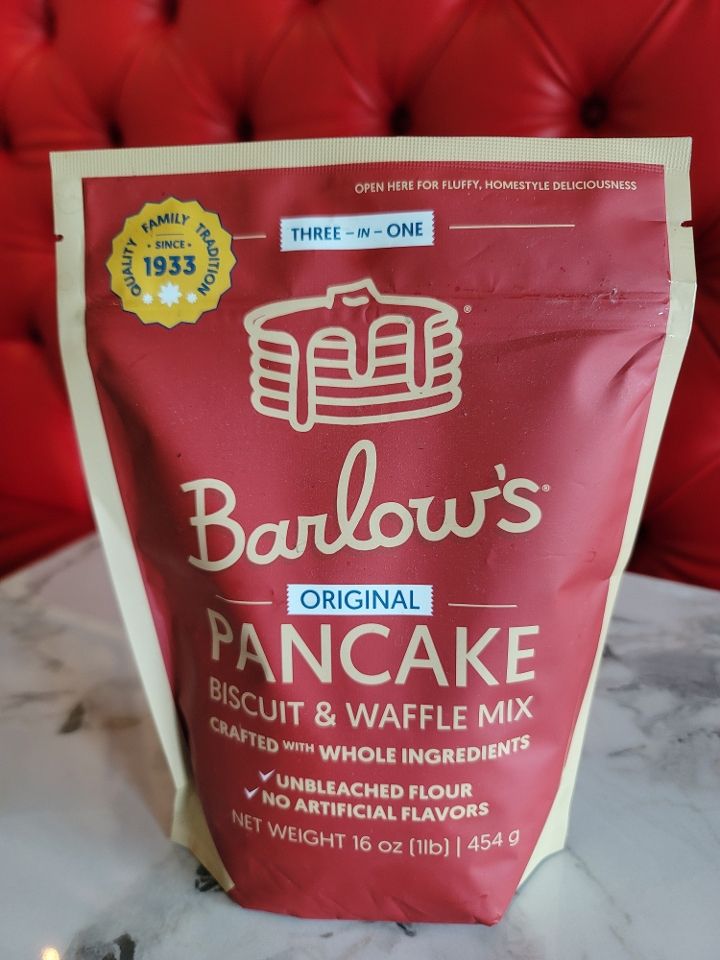 OPEN HERE FOR FLUFFY, HOMESTYLE DELICIOUSNESS
QUALITY FAMILY TRADITION
• SINCE •
1933
THREE – IN – ONE
®
Barlow's®
ORIGINAL
PANCAKE
BISCUIT & WAFFLE MIX
CRAFTED WITH WHOLE INGREDIENTS
✓UNBLEACHED FLOUR
✓NO ARTIFICIAL FLAVORS
NET WEIGHT 16 oz (1lb) | 454 g